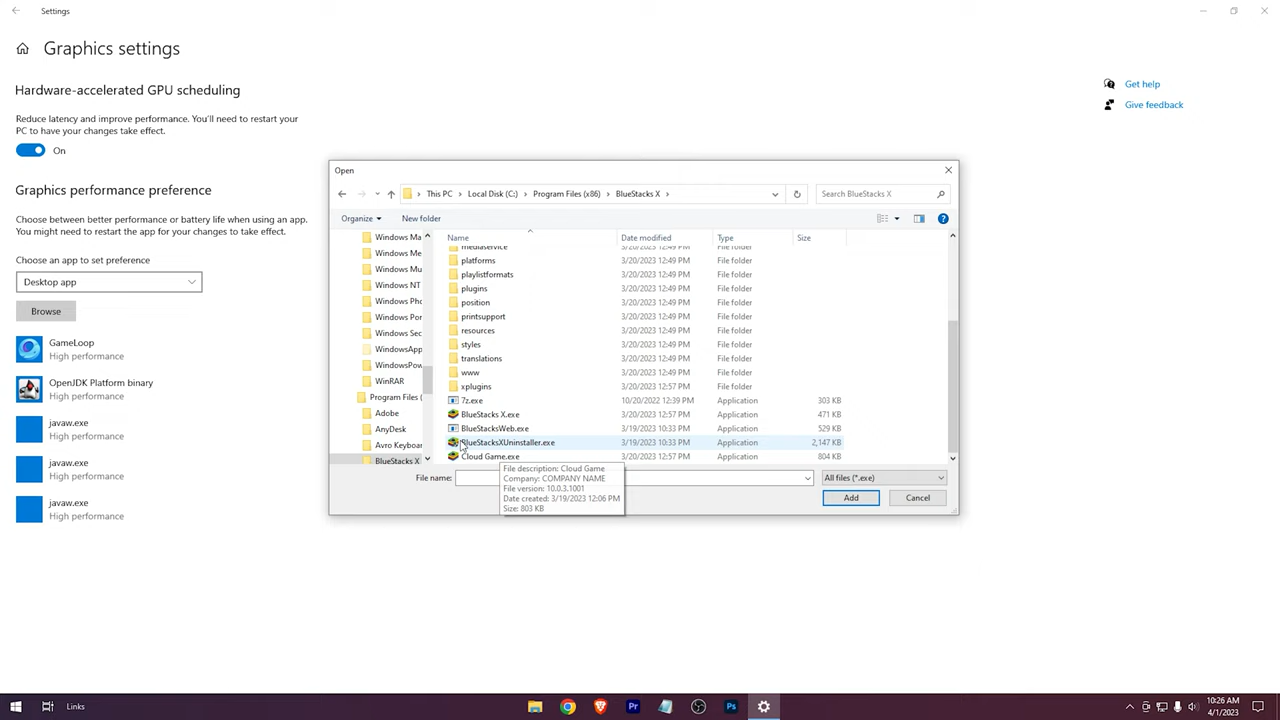 Settings
Graphics settings
Hardware-accelerated GPU scheduling
Reduce latency and improve performance. You'll need to restart your
PC to have your changes take effect.
On
Graphics performance preference
Choose between better performance or battery life when using an app.
You might need to restart the app for your changes to take effect.
Choose an app to set preference
Desktop app
Browse
GameLoop
High performance
OpenJDK Platform binary
High performance
javaw.exe
High performance
javaw.exe
High performance
javaw.exe
High performance
Get help
Give feedback
Open
This PC > Local Disk (C:) > Program Files (x86) > BlueStacks X >
Search BlueStacks X
Organize
New folder
Windows Ma
Windows Me
Windows Mu
Windows NT
Windows Pho
Windows Por
Windows Sec
WindowsApp
WindowsPow
WinRAR
Program Files (
Adobe
AnyDesk
Avro Keyboar
BlueStacks X
Name Date modified Type Size
mediaservice 3/20/2023 12:49 PM File folder
platforms 3/20/2023 12:49 PM File folder
playlistformats 3/20/2023 12:49 PM File folder
plugins 3/20/2023 12:49 PM File folder
position 3/20/2023 12:49 PM File folder
printsupport 3/20/2023 12:49 PM File folder
resources 3/20/2023 12:49 PM File folder
styles 3/20/2023 12:49 PM File folder
translations 3/20/2023 12:49 PM File folder
www 3/20/2023 12:49 PM File folder
xplugins 3/20/2023 12:57 PM File folder
7z.exe 10/20/2022 12:39 PM Application 303 KB
BlueStacks X.exe 3/20/2023 12:57 PM Application 471 KB
BlueStacksWeb.exe 3/19/2023 10:33 PM Application 529 KB
BlueStacksXUninstaller.exe 3/19/2023 10:33 PM Application 2,147 KB
Cloud Game.exe 3/20/2023 12:57 PM Application 804 KB
File description: Cloud Game
Company: COMPANY NAME
File version: 10.0.3.1001
Date created: 3/19/2023 12:06 PM
Size: 803 KB
File name:
All files (*.exe)
Add
Cancel
Links
Pr
Ps
10:26 AM
4/1/2023